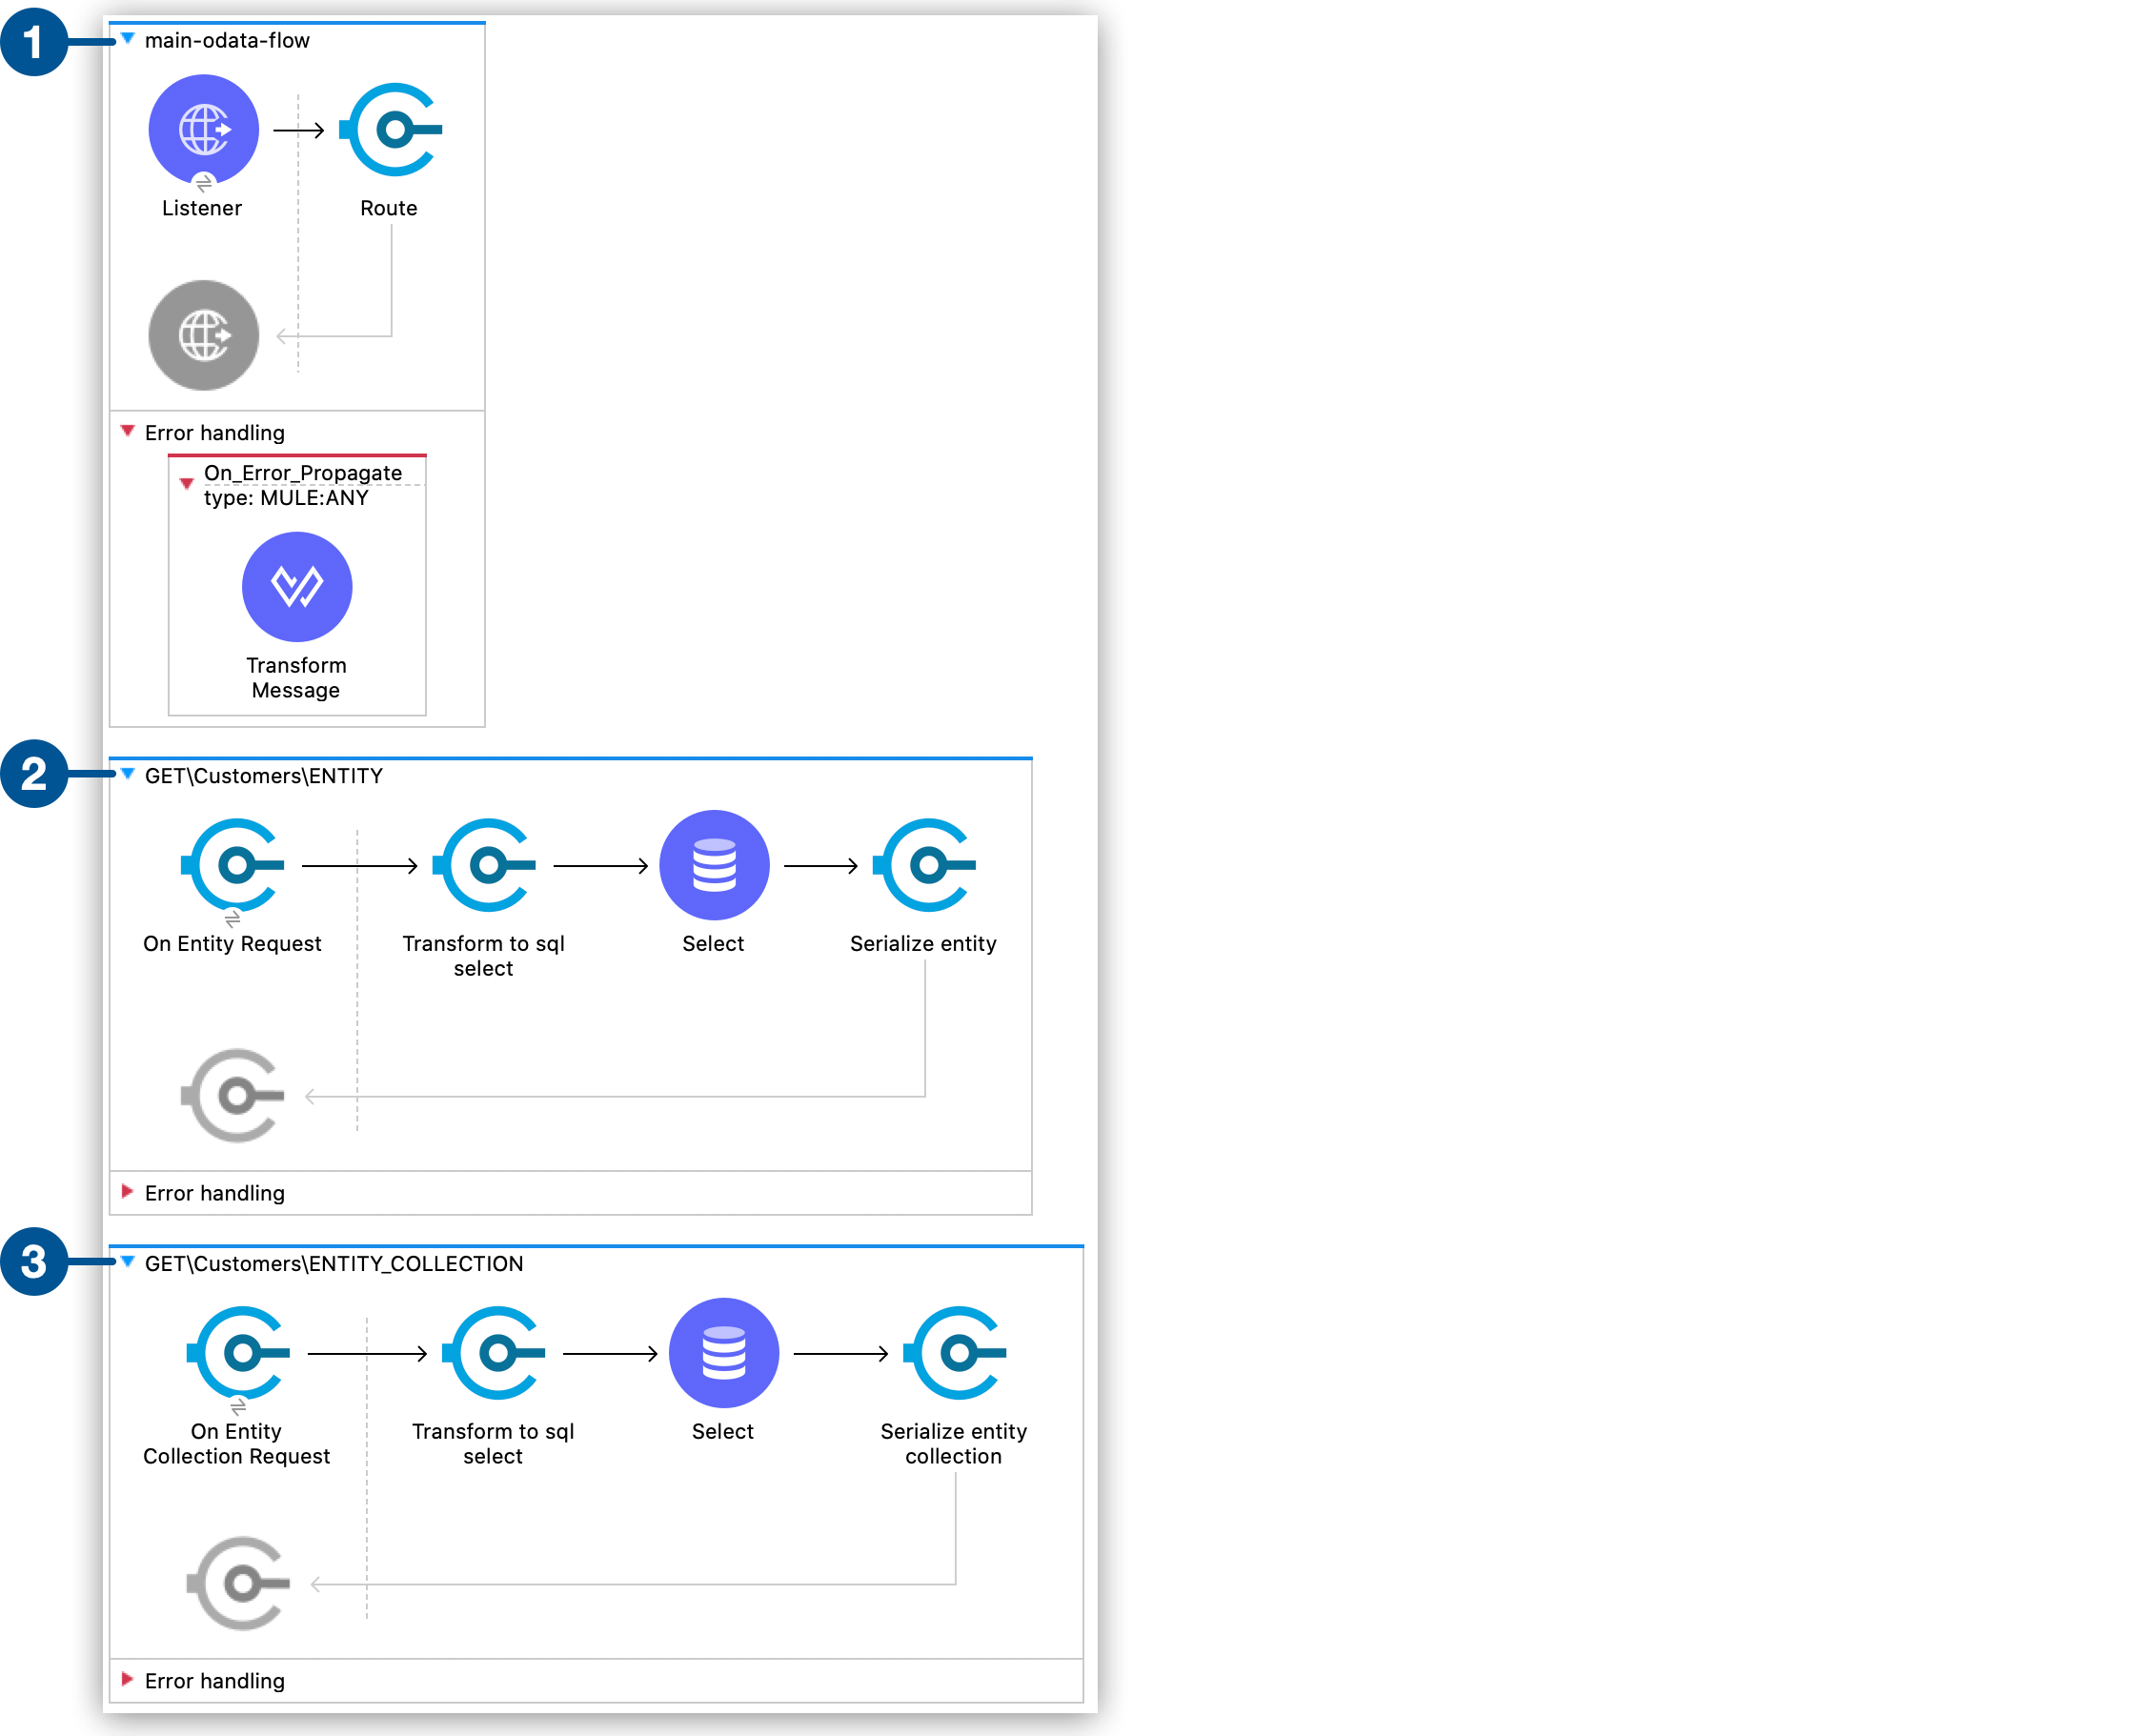 1
main-odata-flow
Listener
Route
Error handling
On_Error_Propagate
type: MULE:ANY
Transform
Message
2
GET\Customers\ENTITY
On Entity Request
Transform to sql
select
Select
Serialize entity
Error handling
3
GET\Customers\ENTITY_COLLECTION
On Entity
Collection Request
Transform to sql
select
Select
Serialize entity
collection
Error handling